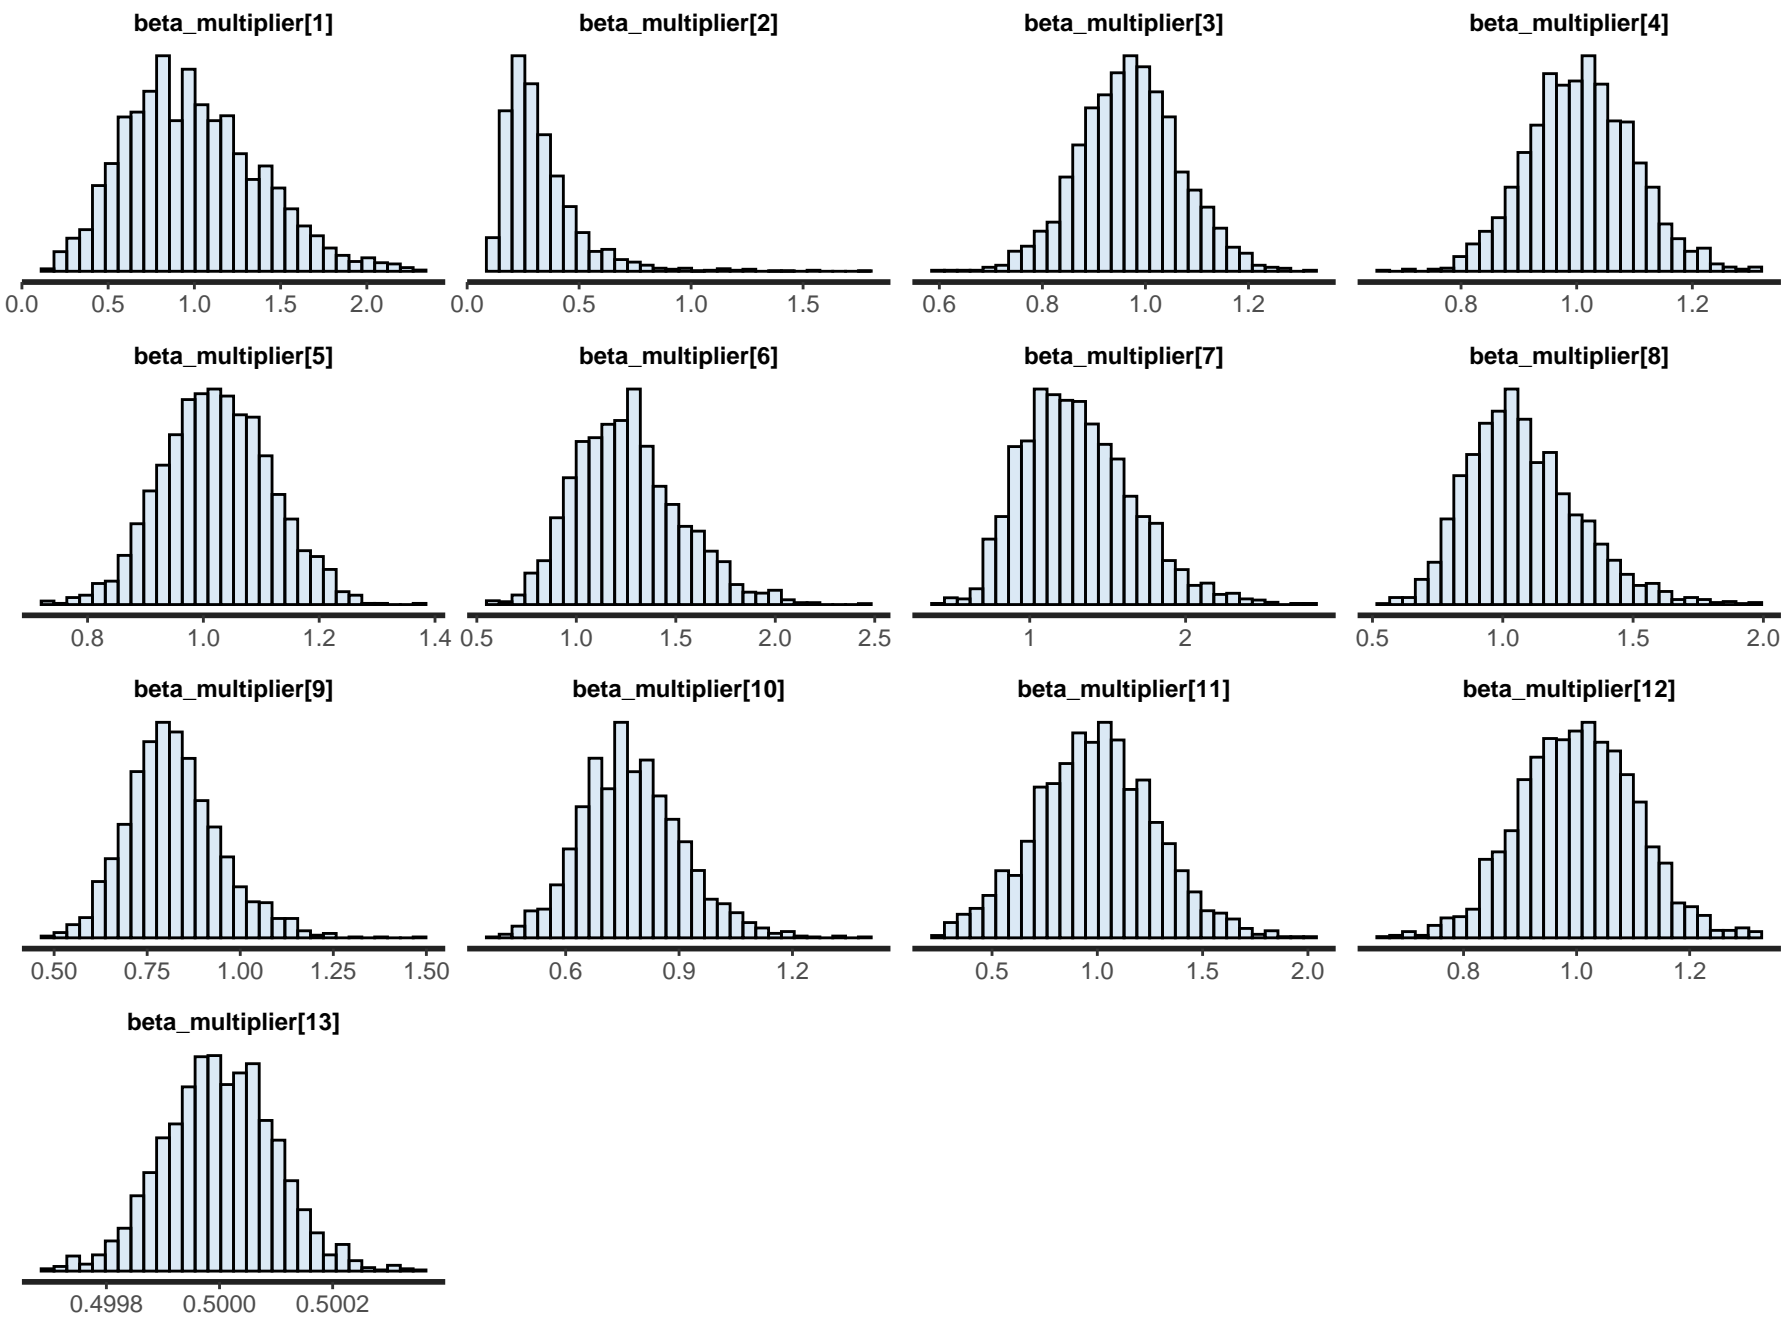 beta_multiplier[1] beta_multiplier[2] beta_multiplier[3] beta_multiplier[4]
0.0 0.5 1.0 1.5 2.0 0.0 0.5 1.0 1.5 0.6 0.8 1.0 1.2 0.8 1.0 1.2
beta_multiplier[5] beta_multiplier[6] beta_multiplier[7] beta_multiplier[8]
0.8 1.0 1.2 1.4 0.5 1.0 1.5 2.0 2.5 1 2 0.5 1.0 1.5 2.0
beta_multiplier[9] beta_multiplier[10] beta_multiplier[11] beta_multiplier[12]
0.50 0.75 1.00 1.25 1.50 0.6 0.9 1.2 0.5 1.0 1.5 2.0 0.8 1.0 1.2
beta_multiplier[13]
0.4998 0.5000 0.5002